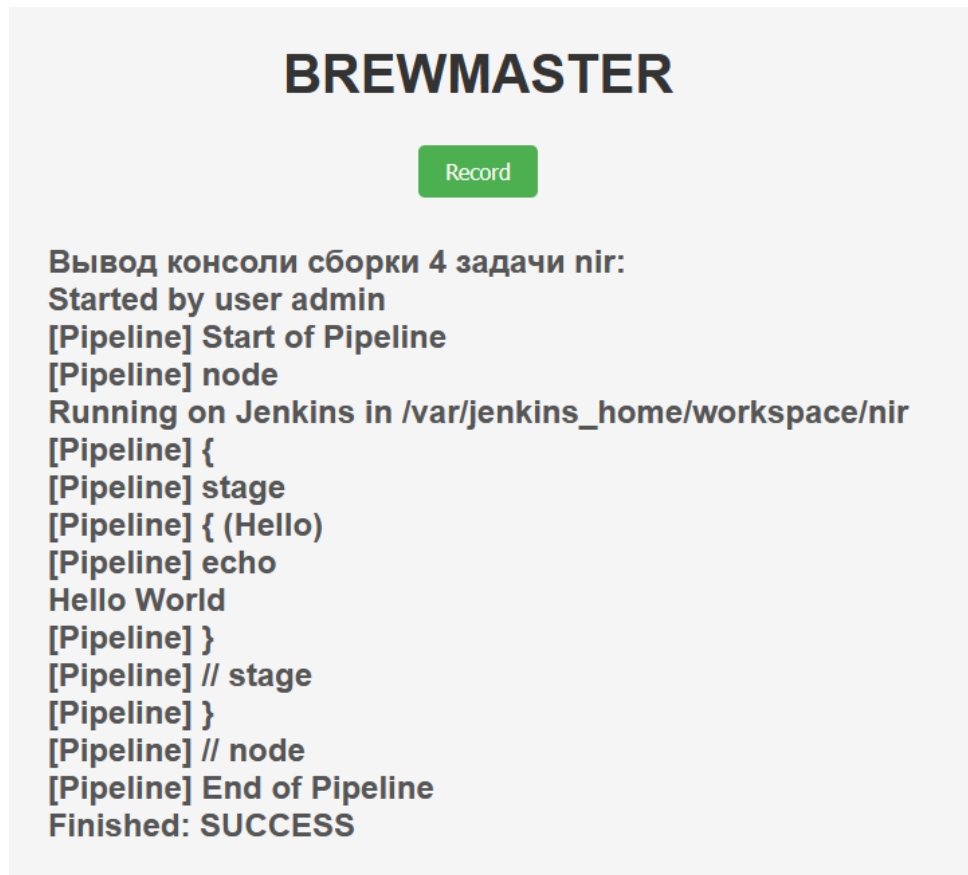 BREWMASTER
Record
Вывод консоли сборки 4 задачи nir:
Started by user admin
[Pipeline] Start of Pipeline
[Pipeline] node
Running on Jenkins in /var/jenkins_home/workspace/nir
[Pipeline] {
[Pipeline] stage
[Pipeline] { (Hello)
[Pipeline] echo
Hello World
[Pipeline] }
[Pipeline] // stage
[Pipeline] }
[Pipeline] // node
[Pipeline] End of Pipeline
Finished: SUCCESS